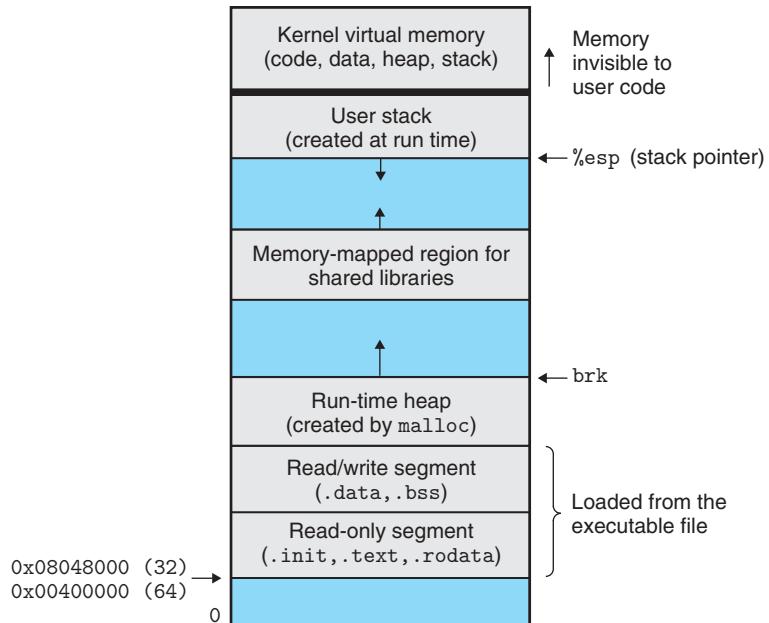 Kernel virtual memory
(code, data, heap, stack)
Memory
invisible to
user code
User stack
(created at run time)
%esp (stack pointer)
Memory-mapped region for
shared libraries
brk
Run-time heap
(created by malloc)
Read/write segment
(.data,.bss)
Loaded from the
executable file
Read-only segment
(.init,.text,.rodata)
0x08048000 (32)
0x00400000 (64)
0